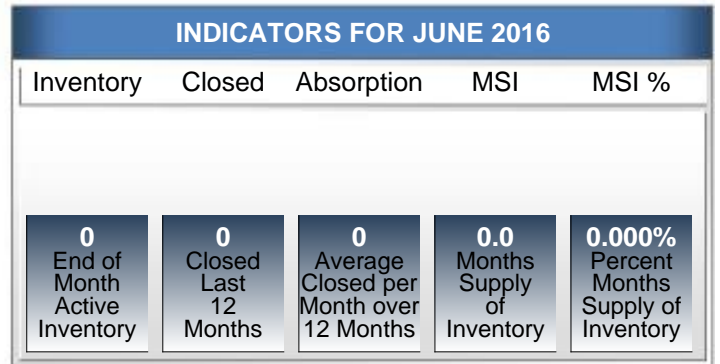 INDICATORS FOR JUNE 2016
Inventory Closed Absorption MSI MSI %
0
End of
Month
Active
Inventory
0
Closed
Last
12
Months
0
Average
Closed per
Month over
12 Months
0.0
Months
Supply
of
Inventory
0.000%
Percent
Months
Supply of
Inventory